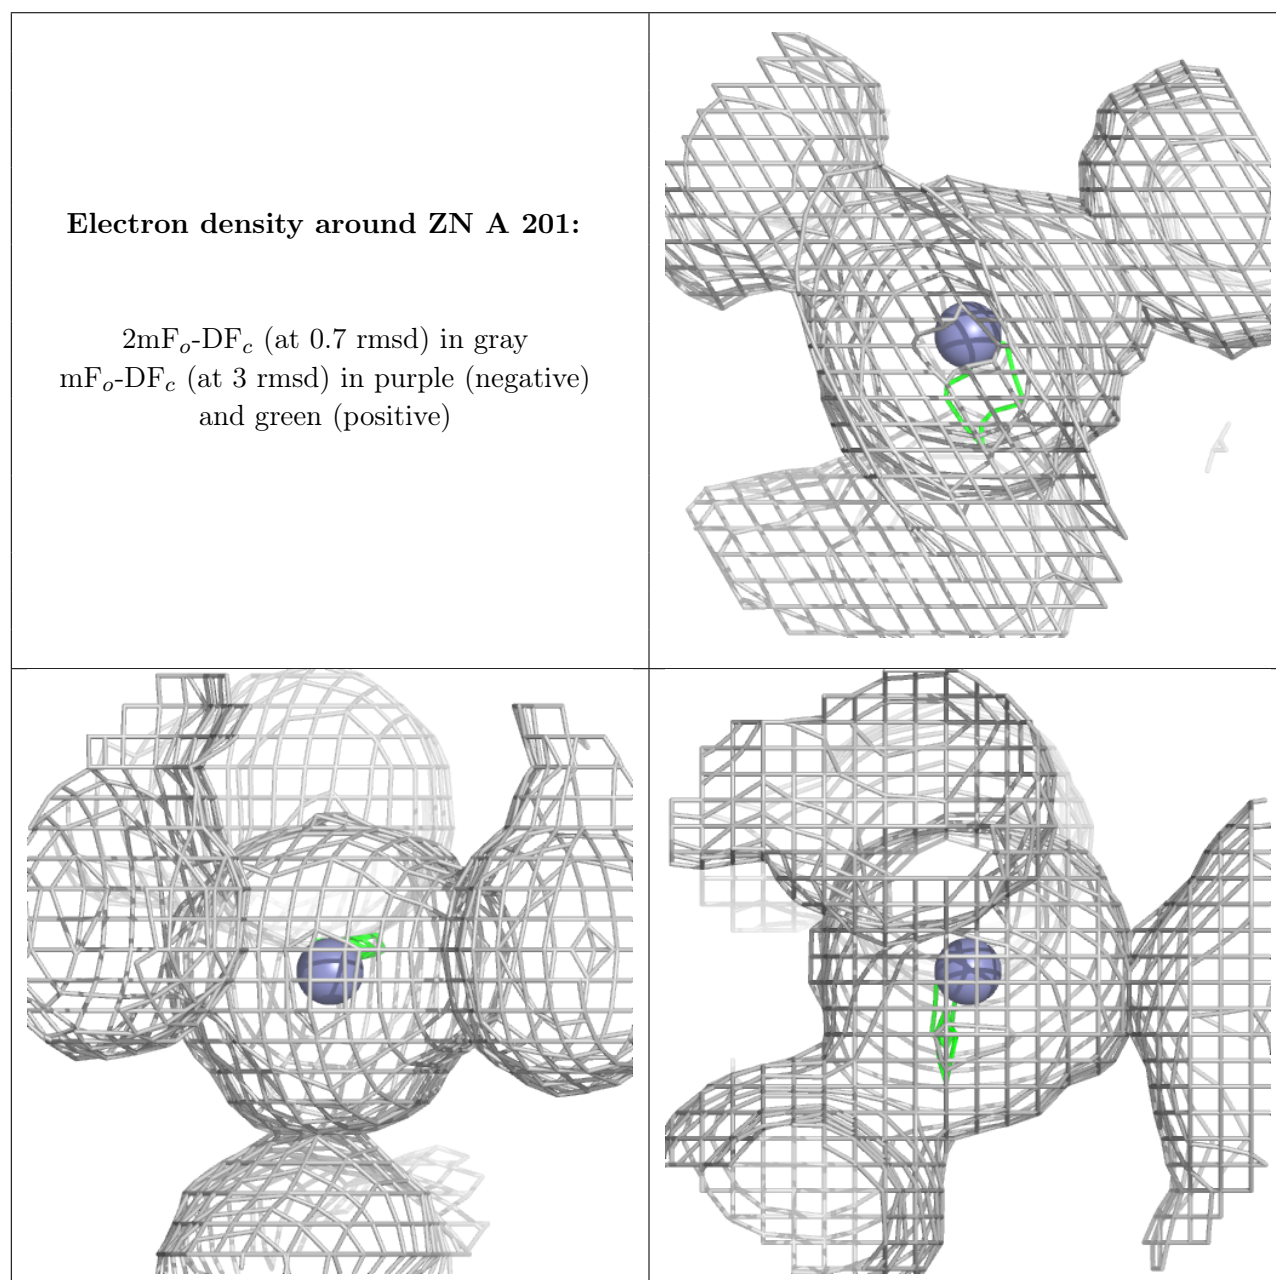 Electron density around ZN A 201:
2mFo-DFc (at 0.7 rmsd) in gray
mFo-DFc (at 3 rmsd) in purple (negative)
and green (positive)